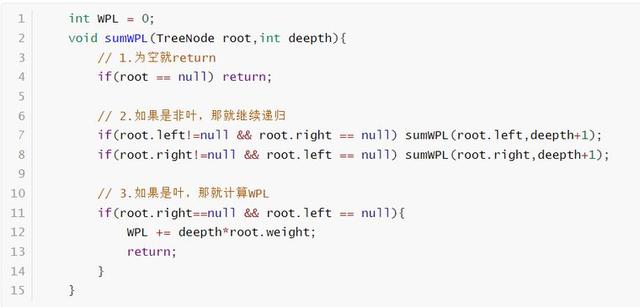 1 int WPL = 0;
2 void sumWPL(TreeNode root,int deepth){
3 // 1.为空就return
4 if(root == null) return;
5
6 // 2.如果是非叶，那就继续递归
7 if(root.left!=null && root.right == null) sumWPL(root.left,deepth+1);
8 if(root.right!=null && root.left == null) sumWPL(root.right,deepth+1);
9
10 // 3.如果是叶，那就计算WPL
11 if(root.right==null && root.left == null){
12 WPL += deepth*root.weight;
13 return;
14 }
15 }